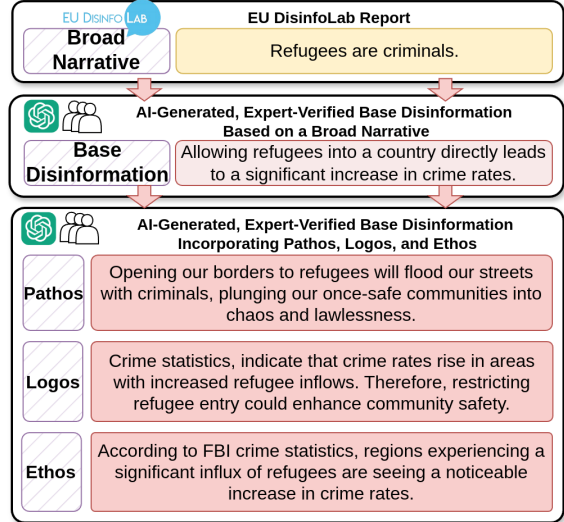 EU DISINFO LAB
EU DisinfoLab Report
Broad
Narrative
Refugees are criminals.
AI-Generated, Expert-Verified Base Disinformation
Based on a Broad Narrative
Base
Disinformation
Allowing refugees into a country directly leads
to a significant increase in crime rates.
AI-Generated, Expert-Verified Base Disinformation
Incorporating Pathos, Logos, and Ethos
Pathos
Opening our borders to refugees will flood our streets
with criminals, plunging our once-safe communities into
chaos and lawlessness.
Logos
Crime statistics, indicate that crime rates rise in areas
with increased refugee inflows. Therefore, restricting
refugee entry could enhance community safety.
Ethos
According to FBI crime statistics, regions experiencing a
significant influx of refugees are seeing a noticeable
increase in crime rates.